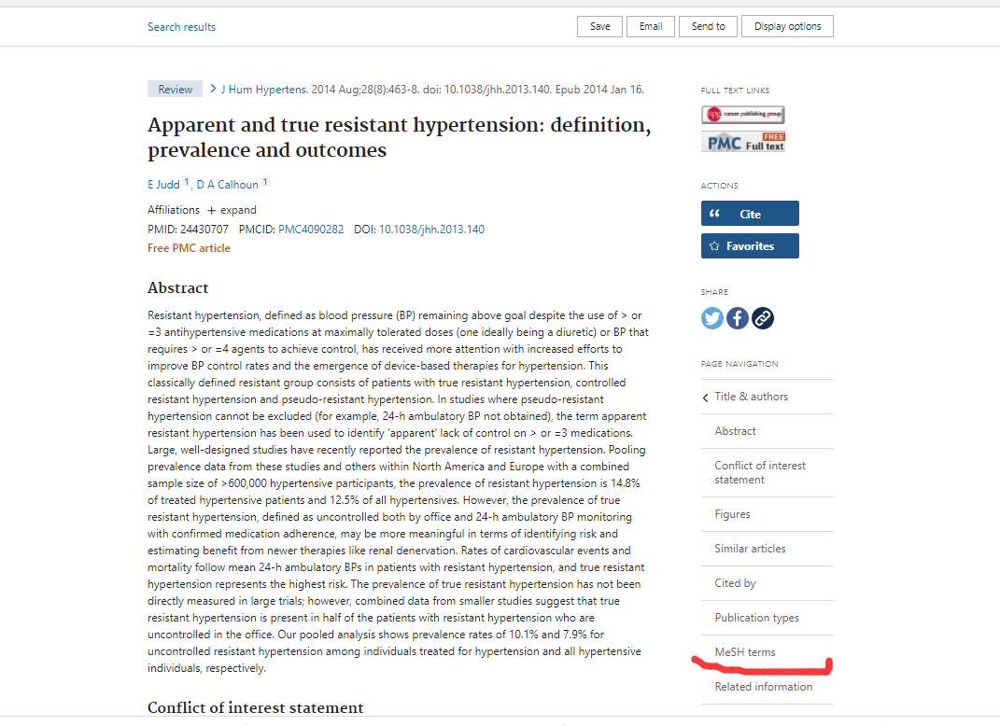 Search results
Save
Email
Send to
Display options
Review
J Hum Hypertens. 2014 Aug;28(8):463-8. doi: 10.1038/jhh.2013.140. Epub 2014 Jan 16.
Apparent and true resistant hypertension: definition,
prevalence and outcomes
E Judd 1, D A Calhoun 1
Affiliations + expand
PMID: 24430707 PMCID: PMC4090282 DOI: 10.1038/jhh.2013.140
Free PMC article
Abstract
Resistant hypertension, defined as blood pressure (BP) remaining above goal despite the use of > or
=3 antihypertensive medications at maximally tolerated doses (one ideally being a diuretic) or BP that
requires > or =4 agents to achieve control, has received more attention with increased efforts to
improve BP control rates and the emergence of device-based therapies for hypertension. This
classically defined resistant group consists of patients with true resistant hypertension, controlled
resistant hypertension and pseudo-resistant hypertension. In studies where pseudo-resistant
hypertension cannot be excluded (for example, 24-h ambulatory BP not obtained), the term apparent
resistant hypertension has been used to identify 'apparent' lack of control on > or =3 medications.
Large, well-designed studies have recently reported the prevalence of resistant hypertension. Pooling
prevalence data from these studies and others within North America and Europe with a combined
sample size of >600,000 hypertensive participants, the prevalence of resistant hypertension is 14.8%
of treated hypertensive patients and 12.5% of all hypertensives. However, the prevalence of true
resistant hypertension, defined as uncontrolled both by office and 24-h ambulatory BP monitoring
with confirmed medication adherence, may be more meaningful in terms of identifying risk and
estimating benefit from newer therapies like renal denervation. Rates of cardiovascular events and
mortality follow mean 24-h ambulatory BPs in patients with resistant hypertension, and true resistant
hypertension represents the highest risk. The prevalence of true resistant hypertension has not been
directly measured in large trials; however, combined data from smaller studies suggest that true
resistant hypertension is present in half of the patients with resistant hypertension who are
uncontrolled in the office. Our pooled analysis shows prevalence rates of 10.1% and 7.9% for
uncontrolled resistant hypertension among individuals treated for hypertension and all hypertensive
individuals, respectively.
Conflict of interest statement
FULL TEXT LINKS
npg nature publishing group
PMC FREE Full text
ACTIONS
Cite
Favorites
SHARE
PAGE NAVIGATION
Title & authors
Abstract
Conflict of interest
statement
Figures
Similar articles
Cited by
Publication types
MeSH terms
Related information